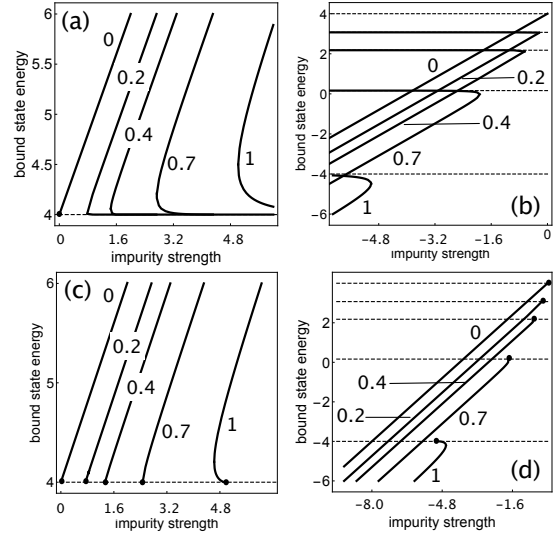 (a)
bound state energy
6
5
4
0
0.2
0.4
0.7
1
0 1.6 3.2 4.8
impurity strength
(b)
bound state energy
4
2
0
−2
−4
−6
0
0.2
0.4
0.7
1
−4.8 −3.2 −1.6 0
impurity strength
(c)
bound state energy
6
5
4
0
0.2
0.4
0.7
1
0 1.6 3.2 4.8
impurity strength
(d)
bound state energy
4
2
0
−2
−4
−6
0
0.4
0.2
0.7
1
−8.0 −4.8 −1.6
impurity strength